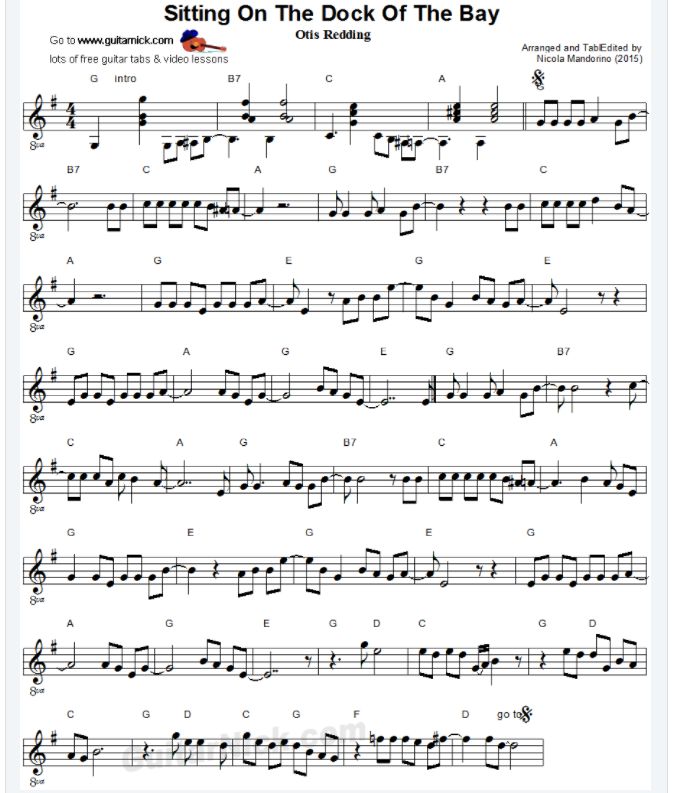 Sitting On The Dock Of The Bay
Otis Redding
Go to www.guitarnick.com
lots of free guitar tabs & video lessons
Arranged and TablEdited by
Nicola Mandorino (2015)
G intro B7 C A
B7 C A G B7 C
A G E G E
G A G E G B7
C A G B7 C A
G E G E G
A G E G D C G D
C G D C G F D go to
GuitarNick.com